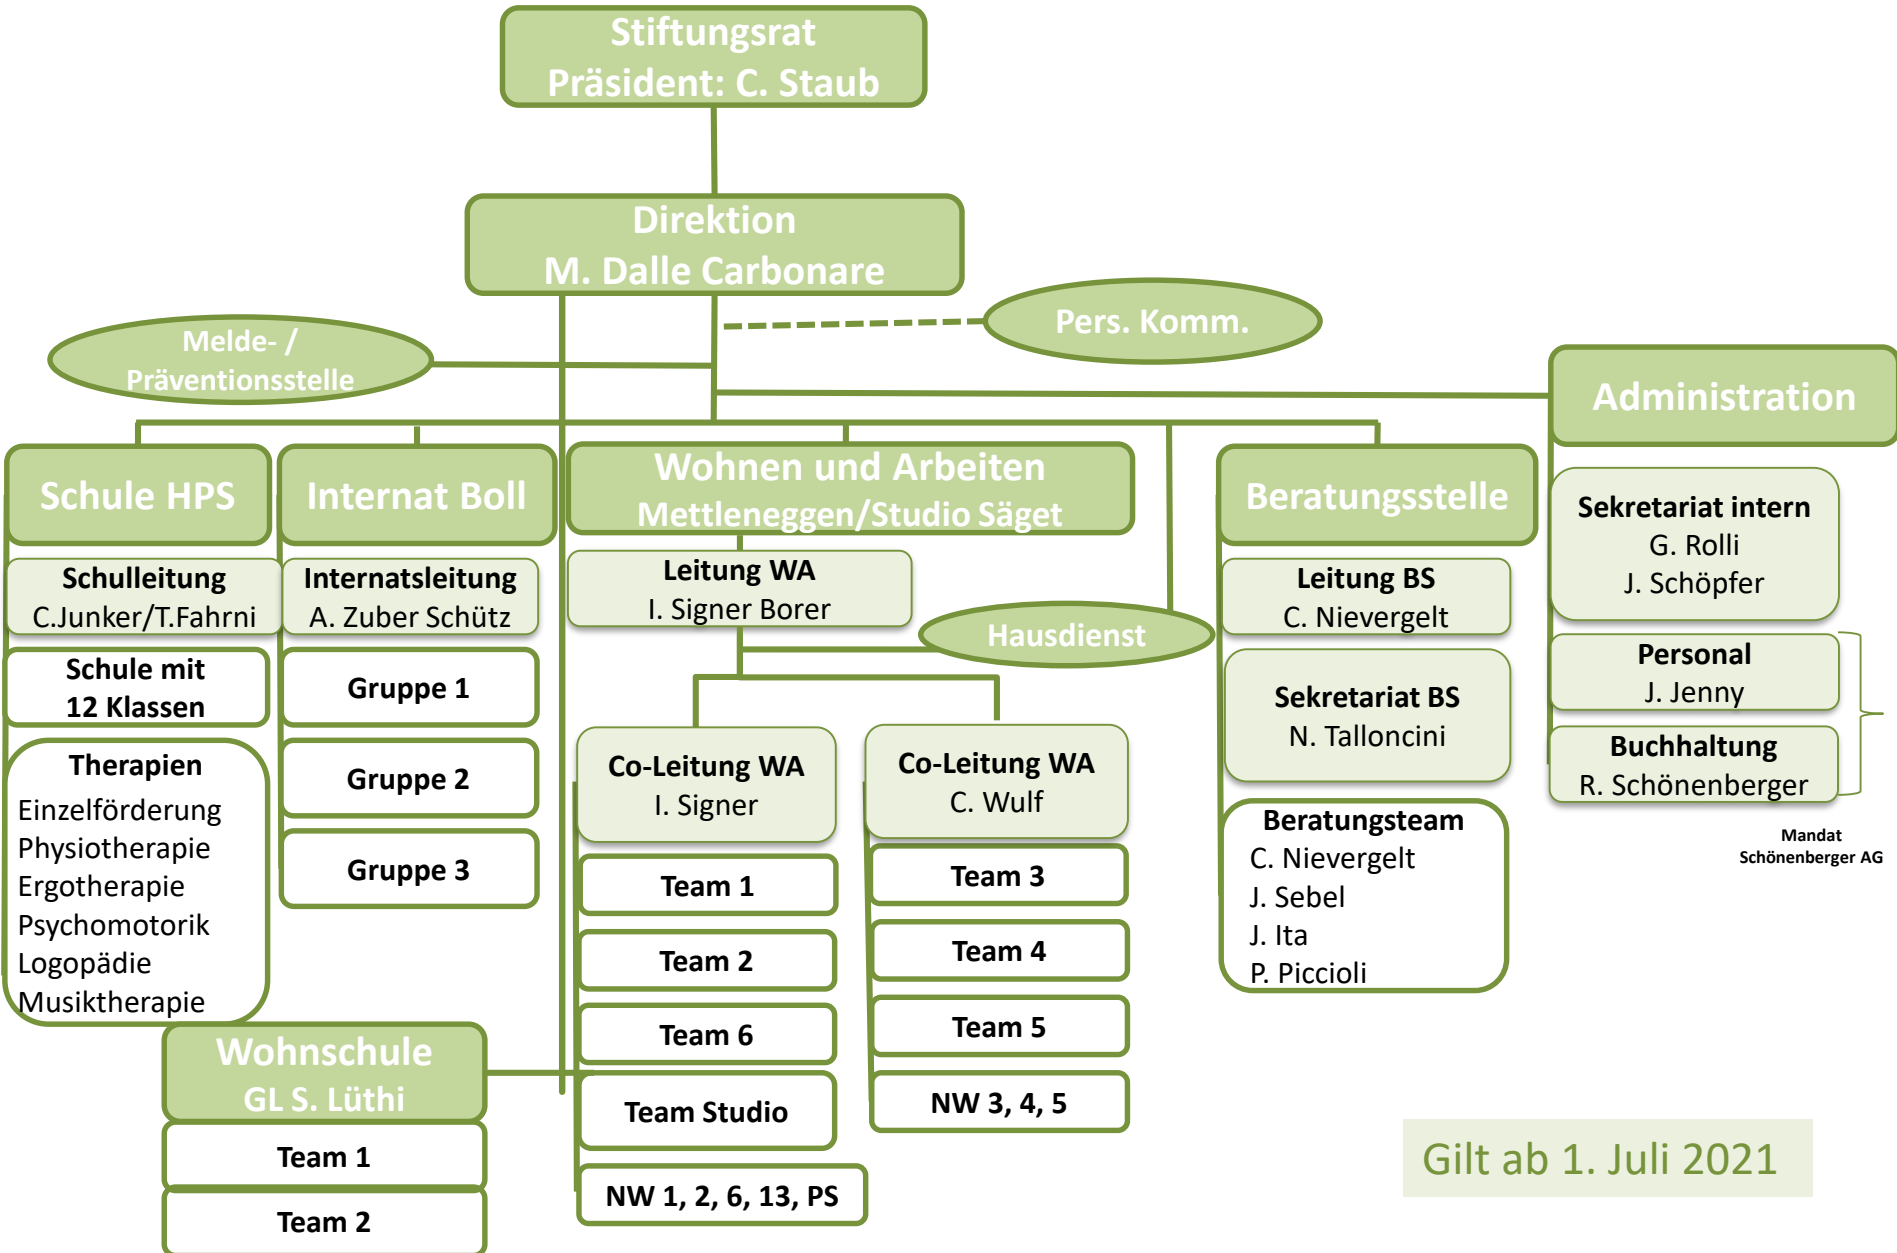 Stiftungsrat
Präsident: C. Staub
Direktion
M. Dalle Carbonare
Pers. Komm.
Melde- /
Präventionsstelle
Administration
Schule HPS
Internat Boll
Wohnen und Arbeiten
Mettleneggen/Studio Säget
Beratungsstelle
Schulleitung
C.Junker/T.Fahrni
Schule mit
12 Klassen
Therapien
Einzelförderung
Physiotherapie
Ergotherapie
Psychomotorik
Logopädie
Musiktherapie
Internatsleitung
A. Zuber Schütz
Gruppe 1
Gruppe 2
Gruppe 3
Wohnschule
GL S. Lüthi
Team 1
Team 2
Leitung WA
I. Signer Borer
Hausdienst
Co-Leitung WA
I. Signer
Team 1
Team 2
Team 6
Team Studio
NW 1, 2, 6, 13, PS
Co-Leitung WA
C. Wulf
Team 3
Team 4
Team 5
NW 3, 4, 5
Leitung BS
C. Nievergelt
Sekretariat BS
N. Talloncini
Beratungsteam
C. Nievergelt
J. Sebel
J. Ita
P. Piccioli
Sekretariat intern
G. Rolli
J. Schöpfer
Personal
J. Jenny
Buchhaltung
R. Schönenberger
Mandat
Schönenberger AG
Gilt ab 1. Juli 2021